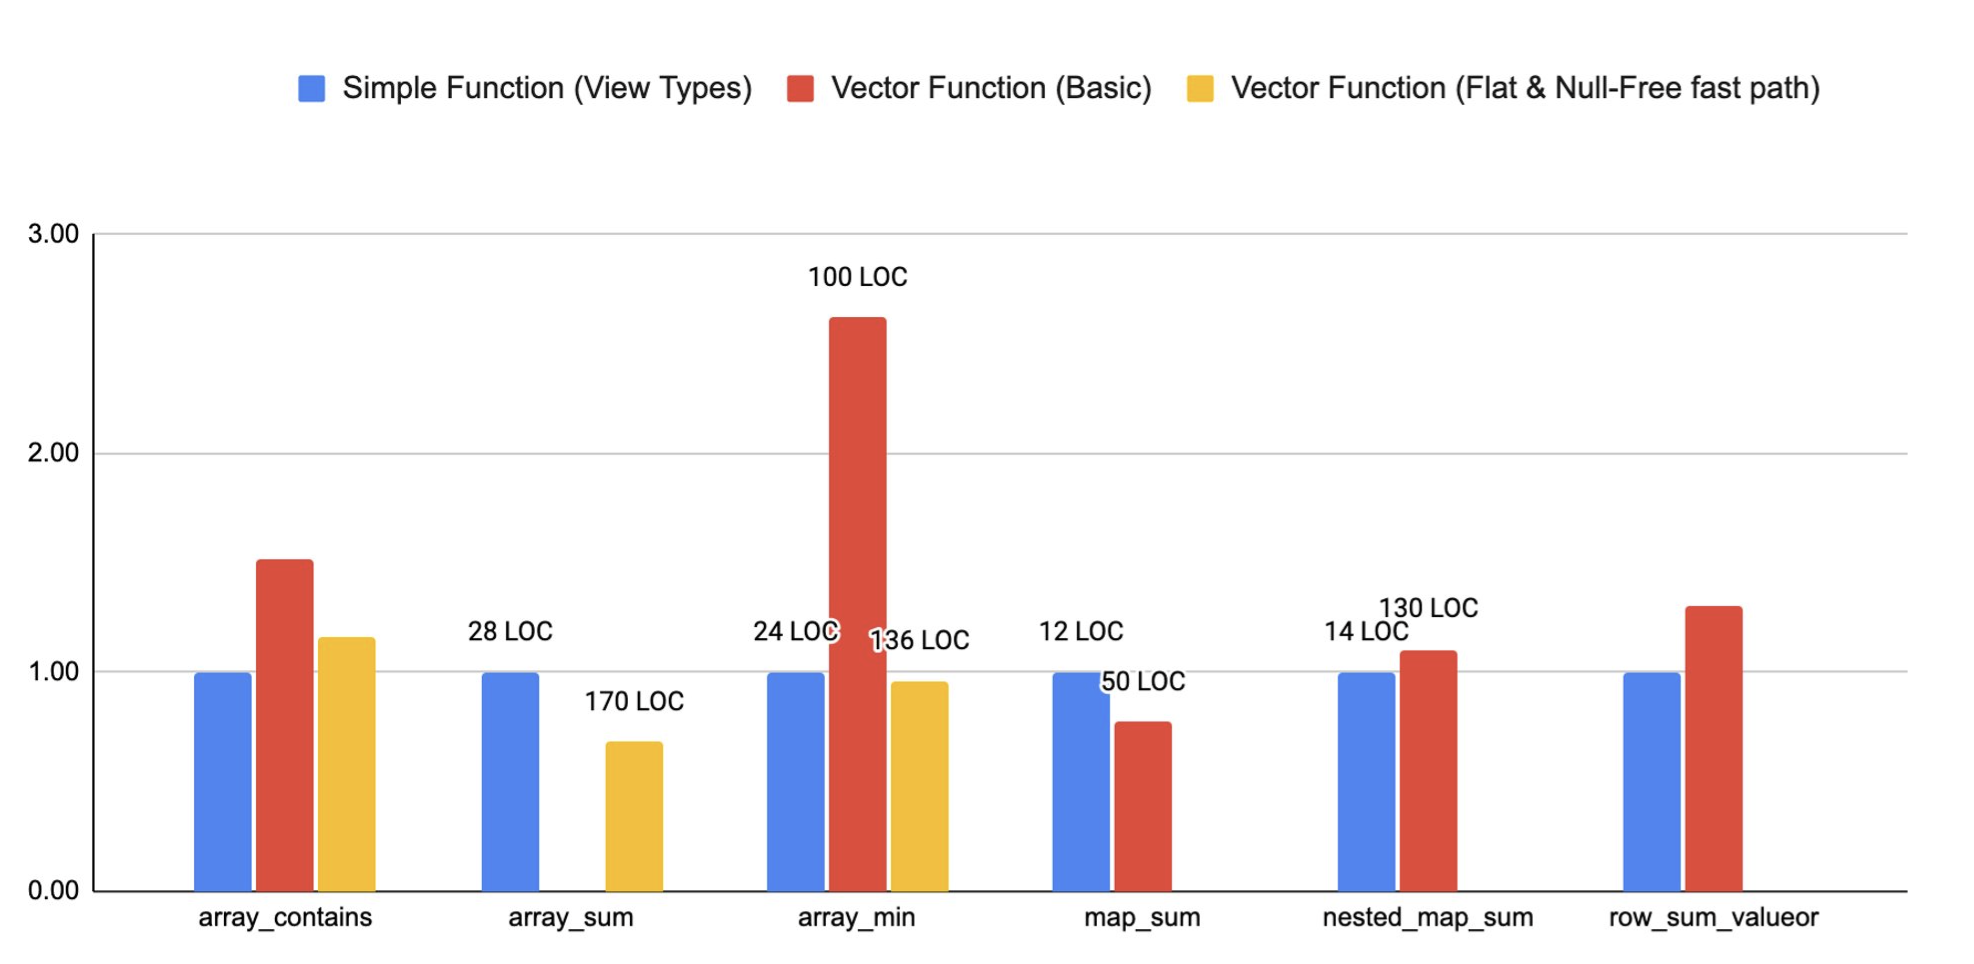 Simple Function (View Types) Vector Function (Basic) Vector Function (Flat & Null-Free fast path)
3.00
100 LOC
2.00
130 LOC
28 LOC 24 LOC 136 LOC 12 LOC 14 LOC
1.00
50 LOC
170 LOC
0.00
array_contains array_sum array_min map_sum nested_map_sum row_sum_valueor